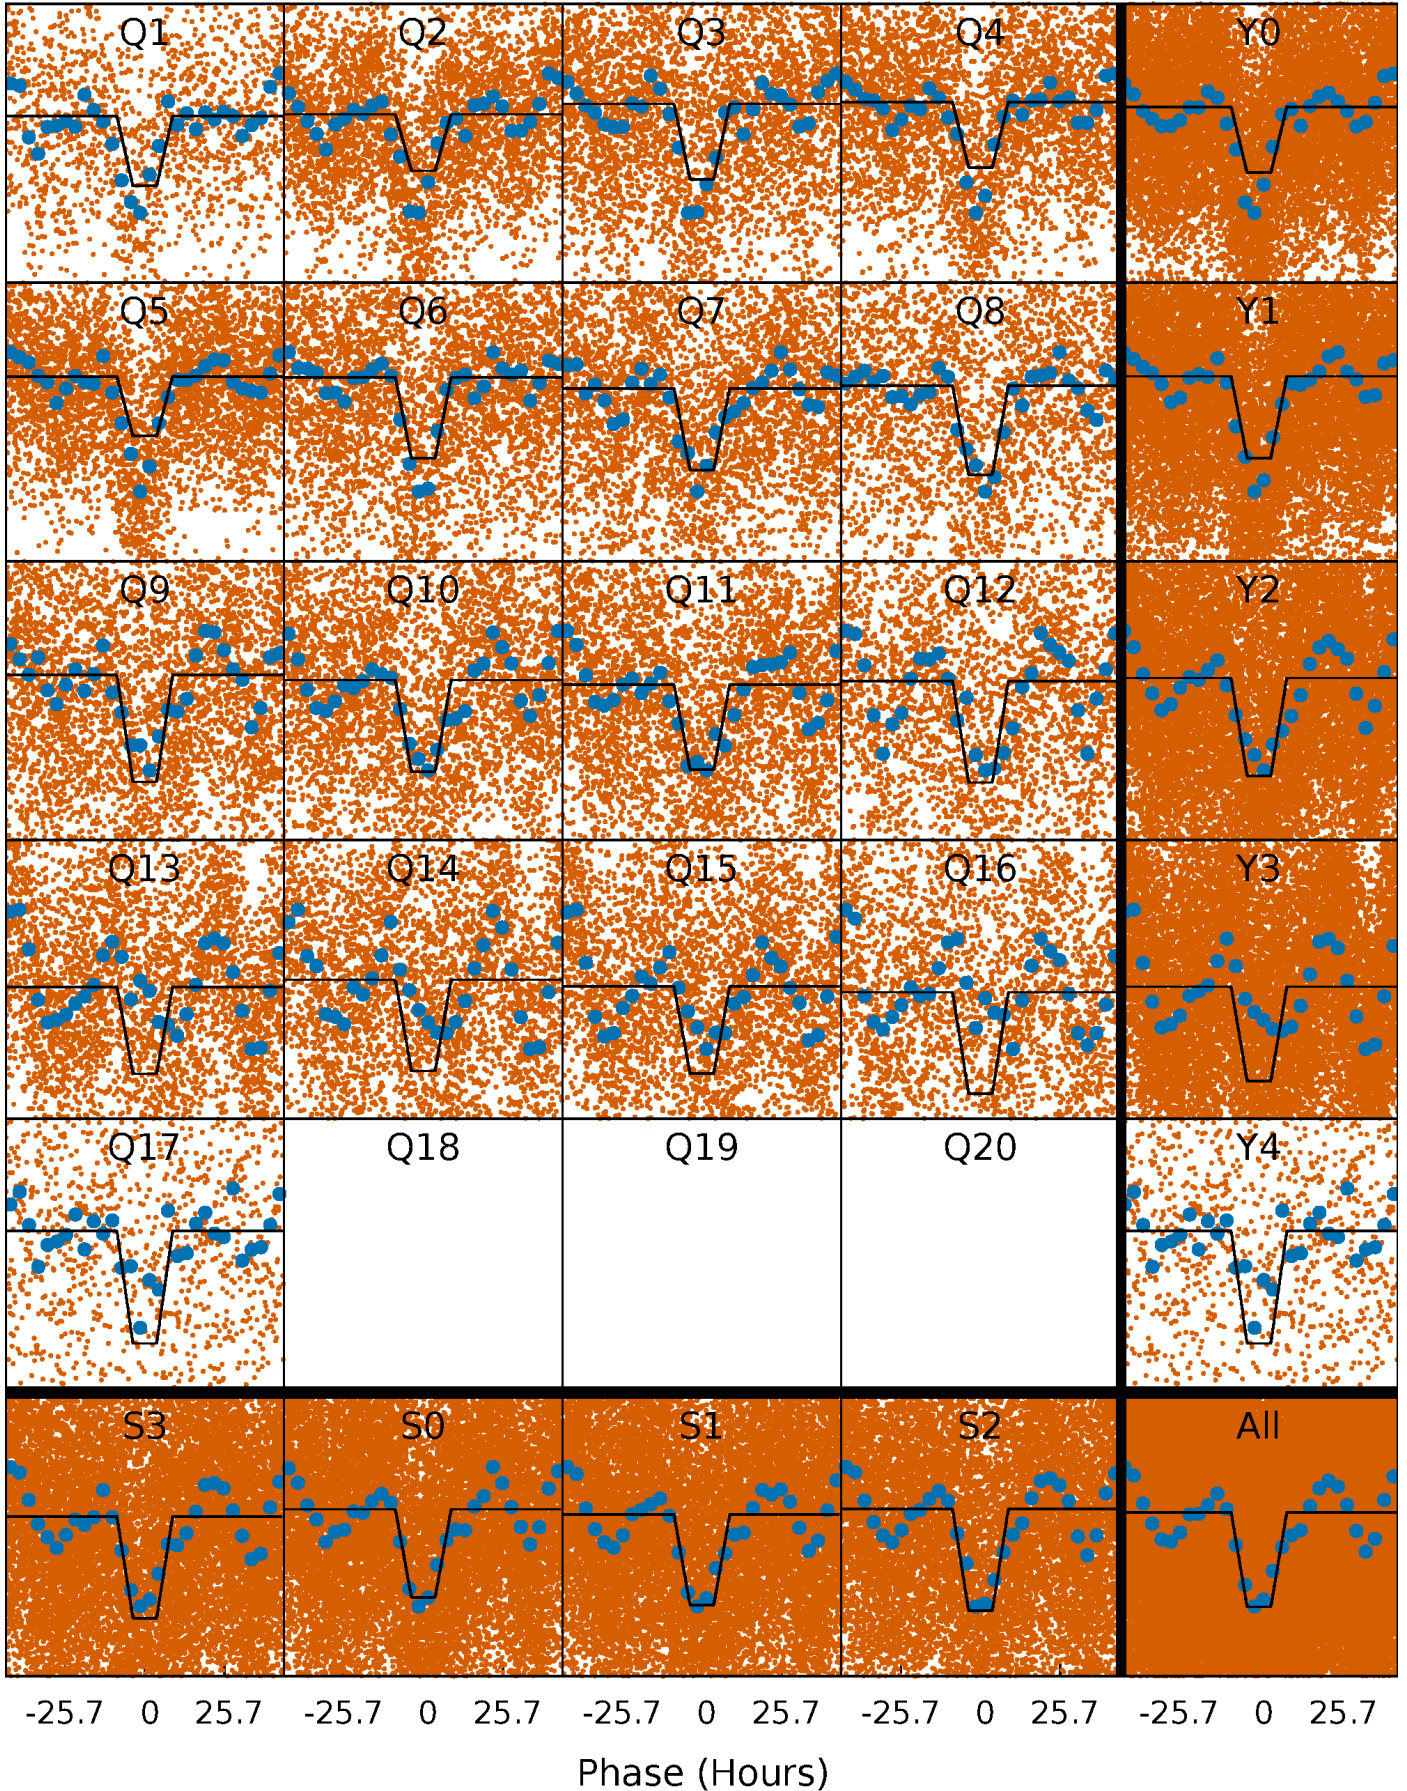 Q1 Q2 Q3 Q4 Y0
Q5 Q6 Q7 Q8 Y1
Q9 Q10 Q11 Q12 Y2
Q13 Q14 Q15 Q16 Y3
Q17 Q18 Q19 Q20 Y4
S3 S0 S1 S2 All
-25.7 0 25.7 -25.7 0 25.7 -25.7 0 25.7 -25.7 0 25.7 -25.7 0 25.7
Phase (Hours)